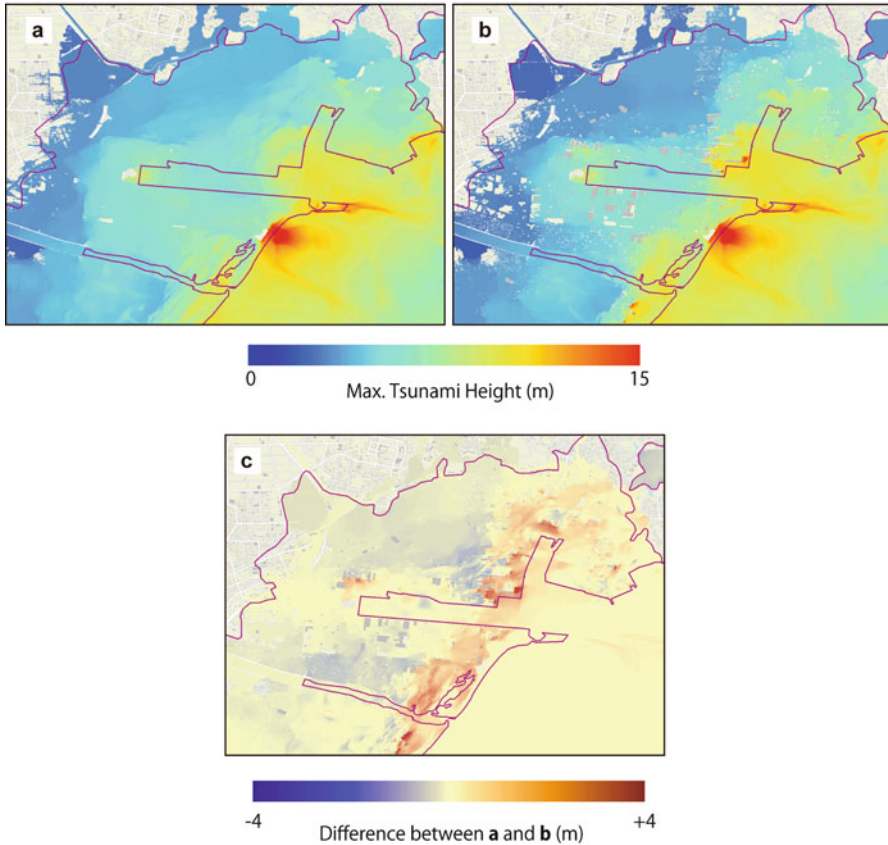 a
b
0
15
Max. Tsunami Height (m)
c
-4
+4
Difference between a and b (m)